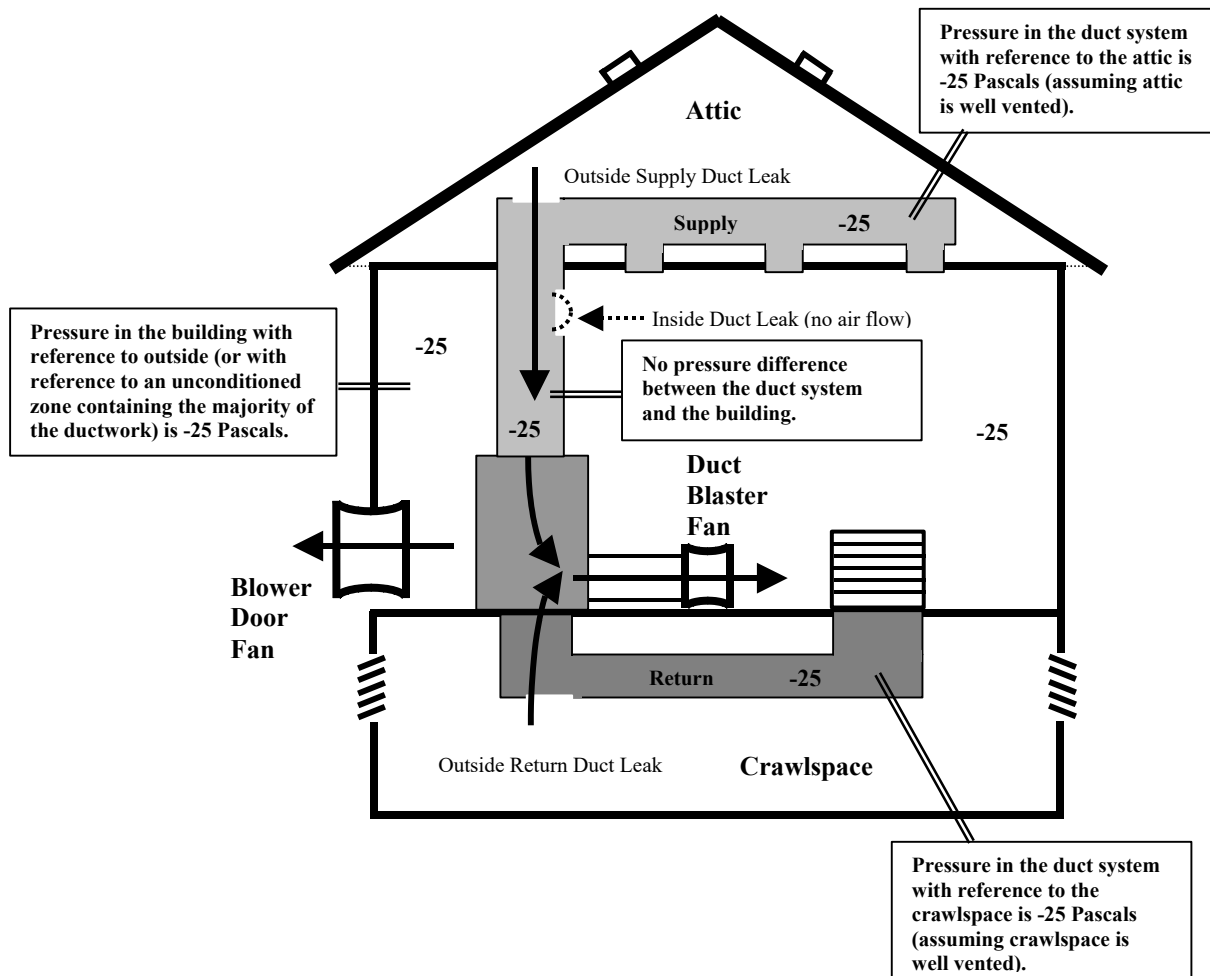 Pressure in the duct system
with reference to the attic is
-25 Pascals (assuming attic
is well vented).
Attic
Outside Supply Duct Leak
Supply -25
Pressure in the building with
reference to outside (or with
reference to an unconditioned
zone containing the majority of
the ductwork) is -25 Pascals.
-25
Inside Duct Leak (no air flow)
No pressure difference
between the duct system
and the building.
-25
-25
Duct
Blaster
Fan
Blower
Door
Fan
Return -25
Outside Return Duct Leak
Crawlspace
Pressure in the duct system
with reference to the
crawlspace is -25 Pascals
(assuming crawlspace is
well vented).